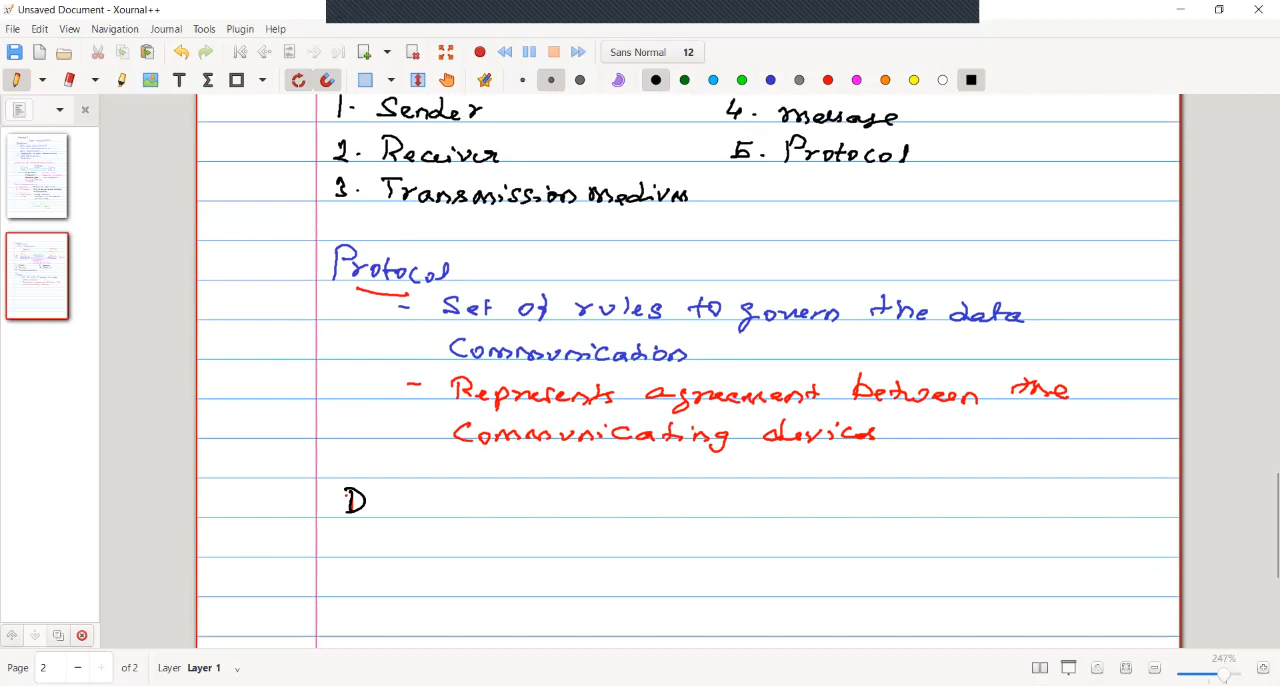 Unsaved Document - Xournal++
File Edit View Navigation Journal Tools Plugin Help
Sans Normal 12
1. Sender
4. message
2. Receiver
5. Protocol
3. Transmission medium
Protocol
- Set of rules to govern the data
Communication
- Represents agreement between the
Communicating devices
D
Page 2 of 2 Layer Layer 1
247%